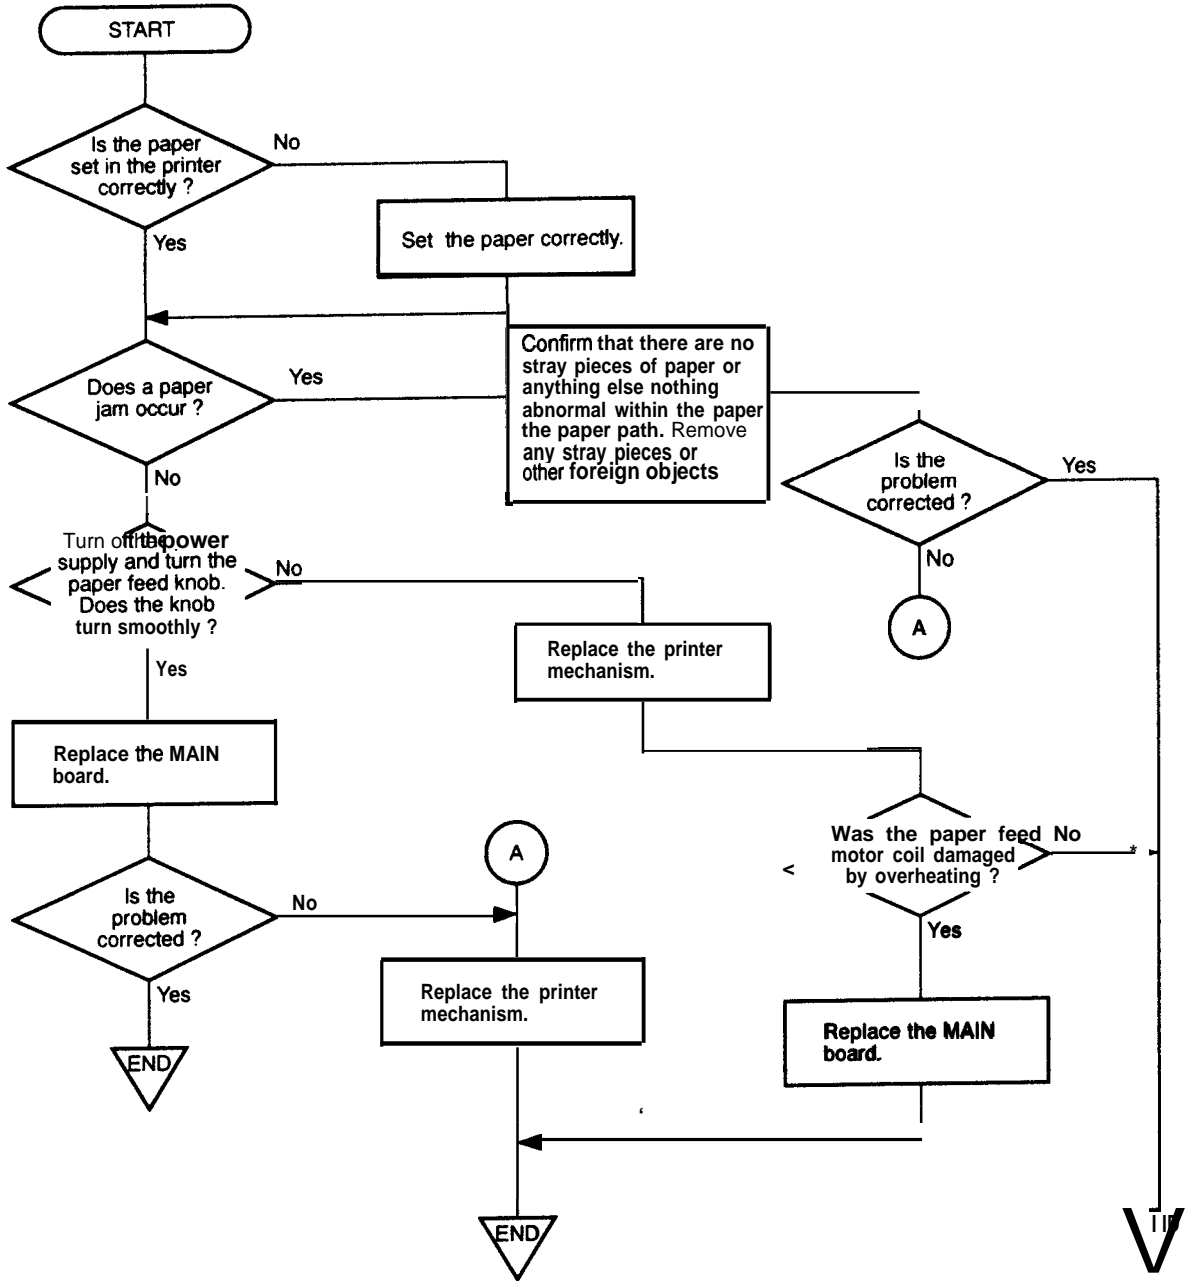 START
Is the paper
set in the printer
correctly ?
No
Yes
Set the paper correctly.
Does a paper
jam occur ?
Yes
No
Confirm that there are no
stray pieces of paper or
anything else nothing
abnormal within the paper
the paper path. Remove
any stray pieces or
other foreign objects
Is the
problem
corrected ?
Yes
No
A
Turn power
supply and turn the
paper feed knob.
Does the knob
turn smoothly ?
No
Yes
Replace the printer
mechanism.
Replace the MAIN
board.
Was the paper feed No
motor coil damaged
by overheating ?
Yes
Is the
problem
corrected ?
No
Yes
END
A
Replace the printer
mechanism.
Replace the MAIN
board.
END